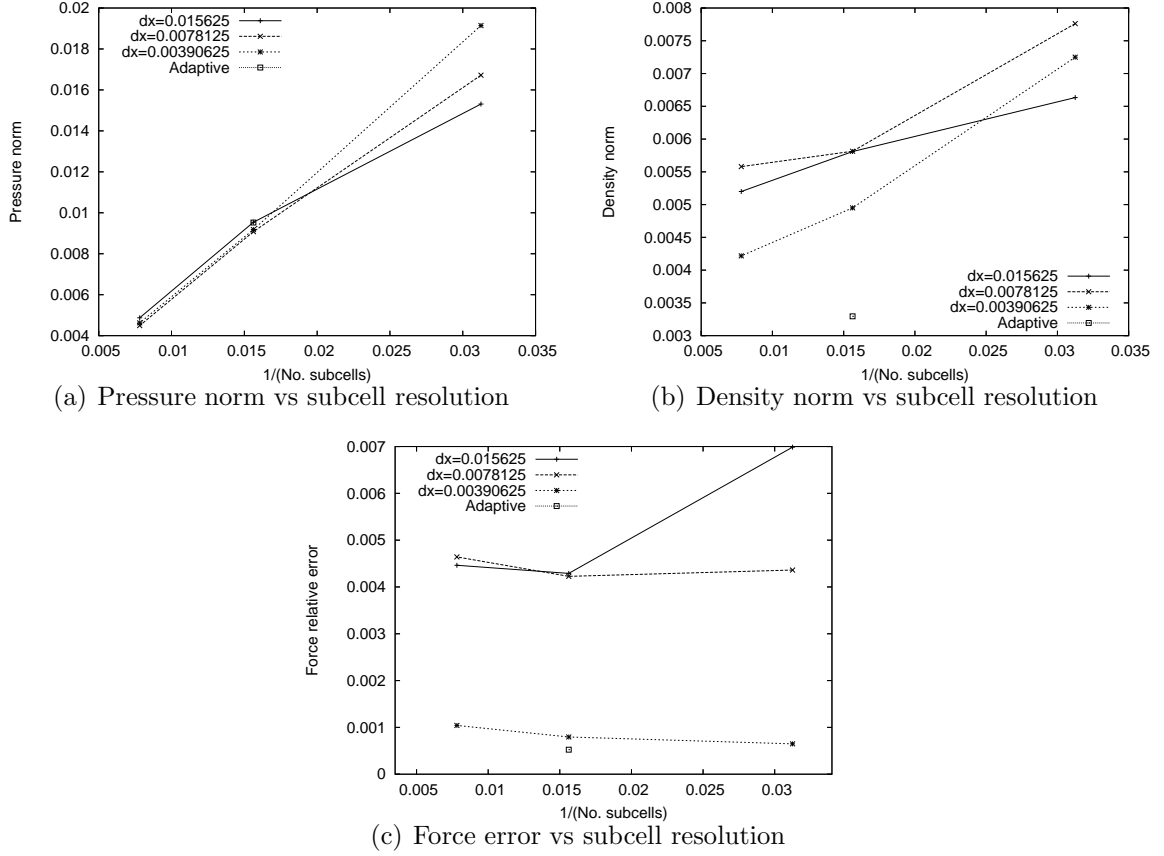 0.02
0.018
0.016
0.014
0.012
0.01
0.008
0.006
0.004
0.005
0.01
0.015
0.02
0.025
0.03
0.035
Pressure norm
1/(No. subcells)
dx=0.015625
dx=0.0078125
dx=0.00390625
Adaptive
(a) Pressure norm vs subcell resolution
0.008
0.0075
0.007
0.0065
0.006
0.0055
0.005
0.0045
0.004
0.0035
0.003
0.005
0.01
0.015
0.02
0.025
0.03
0.035
Density norm
1/(No. subcells)
dx=0.015625
dx=0.0078125
dx=0.00390625
Adaptive
(b) Density norm vs subcell resolution
0.007
0.006
0.005
0.004
0.003
0.002
0.001
0
0.005
0.01
0.015
0.02
0.025
0.03
Force relative error
1/(No. subcells)
dx=0.015625
dx=0.0078125
dx=0.00390625
Adaptive
(c) Force error vs subcell resolution